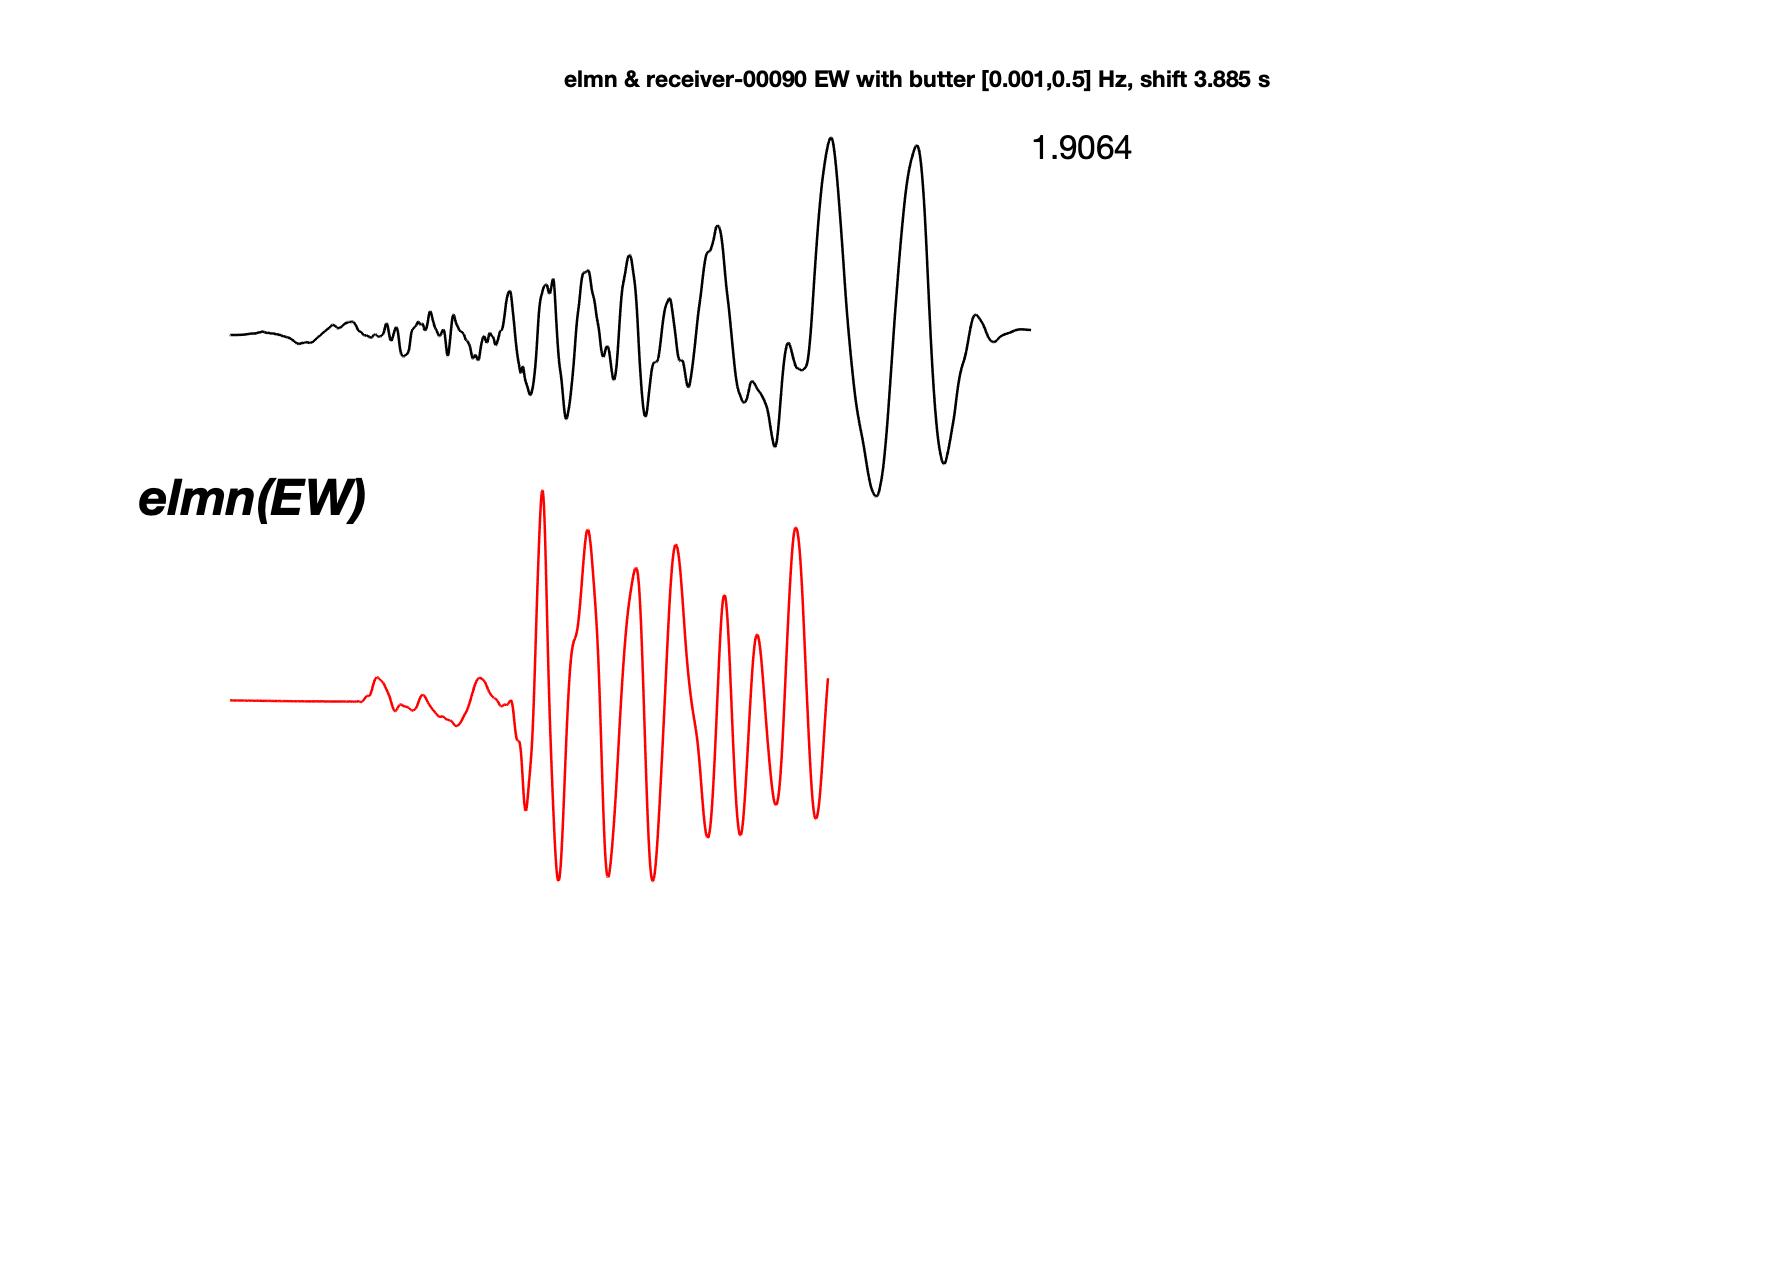 elmn & receiver-00090 EW with butter [0.001,0.5] Hz, shift 3.885 s
1.9064
elmn(EW)